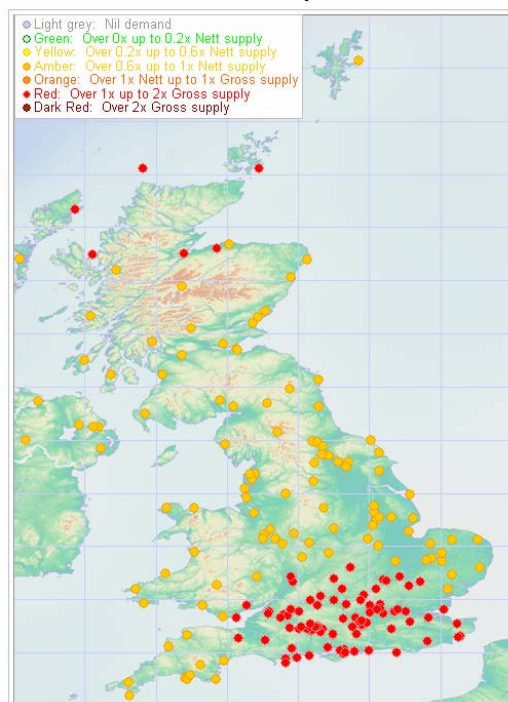 Light grey: Nil demand
Green: Over 0x up to 0.2x Nett supply
Yellow: Over 0.2x up to 0.6x Nett supply
Amber: Over 0.6x up to 1x Nett supply
Orange: Over 1x Nett up to 1x Gross supply
Red: Over 1x up to 2x Gross supply
Dark Red: Over 2x Gross supply